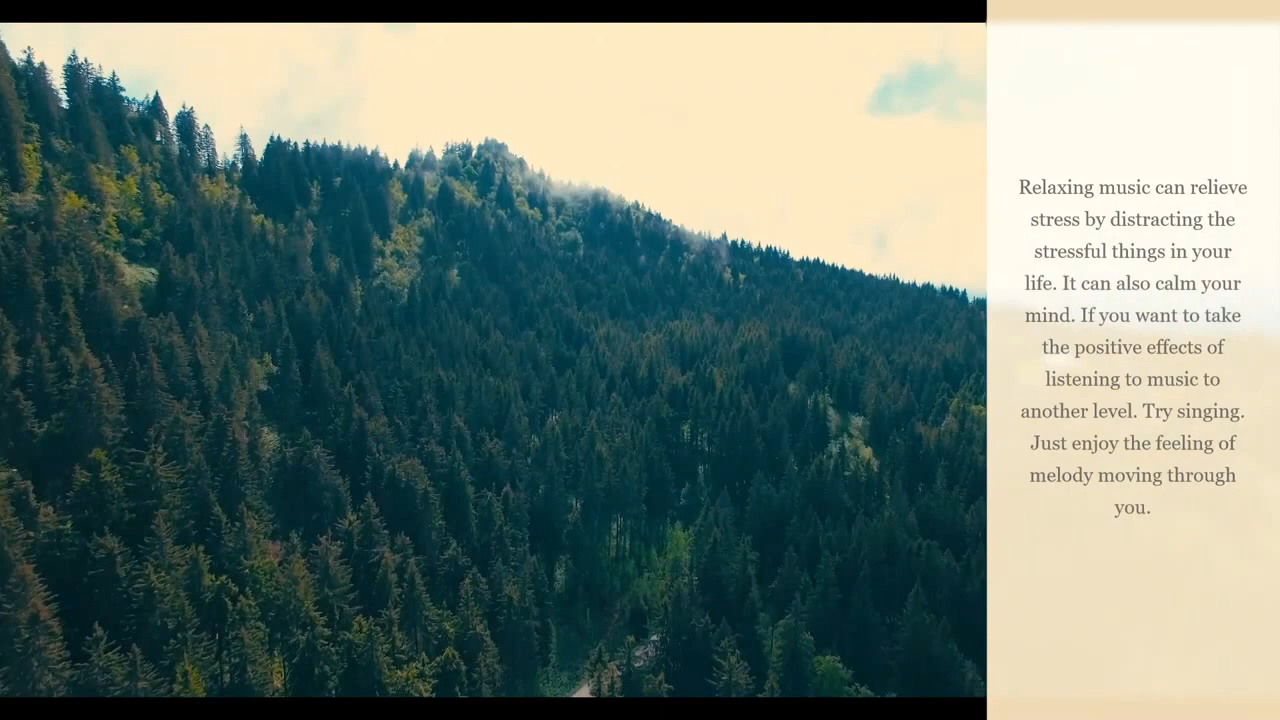 Relaxing music can relieve
stress by distracting the
stressful things in your
life. It can also calm your
mind. If you want to take
the positive effects of
listening to music to
another level. Try singing.
Just enjoy the feeling of
melody moving through
you.